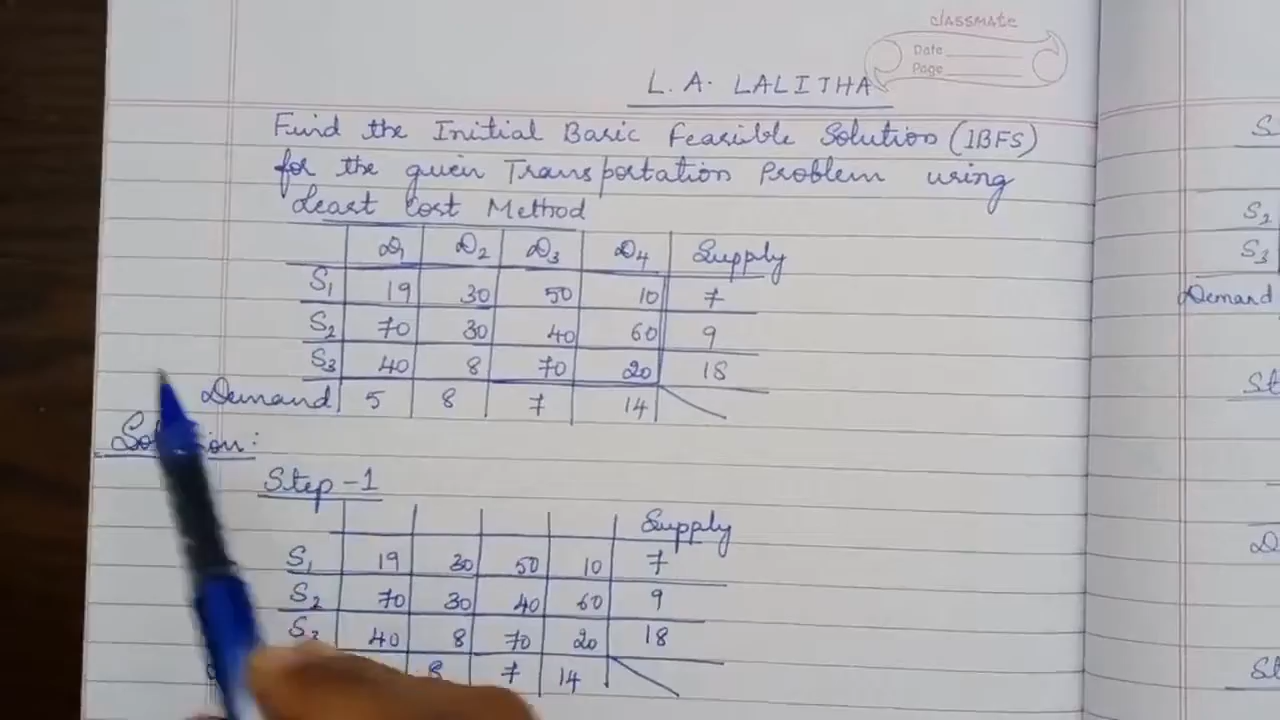 classmate
Date
Page
L. A. LALITHA
Find the Initial Basic Feasible Solution (IBFS)
for the given Transportation Problem using
Least Cost Method
D1 D2 D3 D4 Supply
S1 19 30 50 10 7
S2 70 30 40 60 9
S3 40 8 70 20 18
Demand 5 8 7 14
Solution:
Step-1
Supply
S1 19 30 50 10 7
S2 70 30 40 60 9
S3 40 8 70 20 18
8 7 14
S
S2
S3
Demand
St
D
St